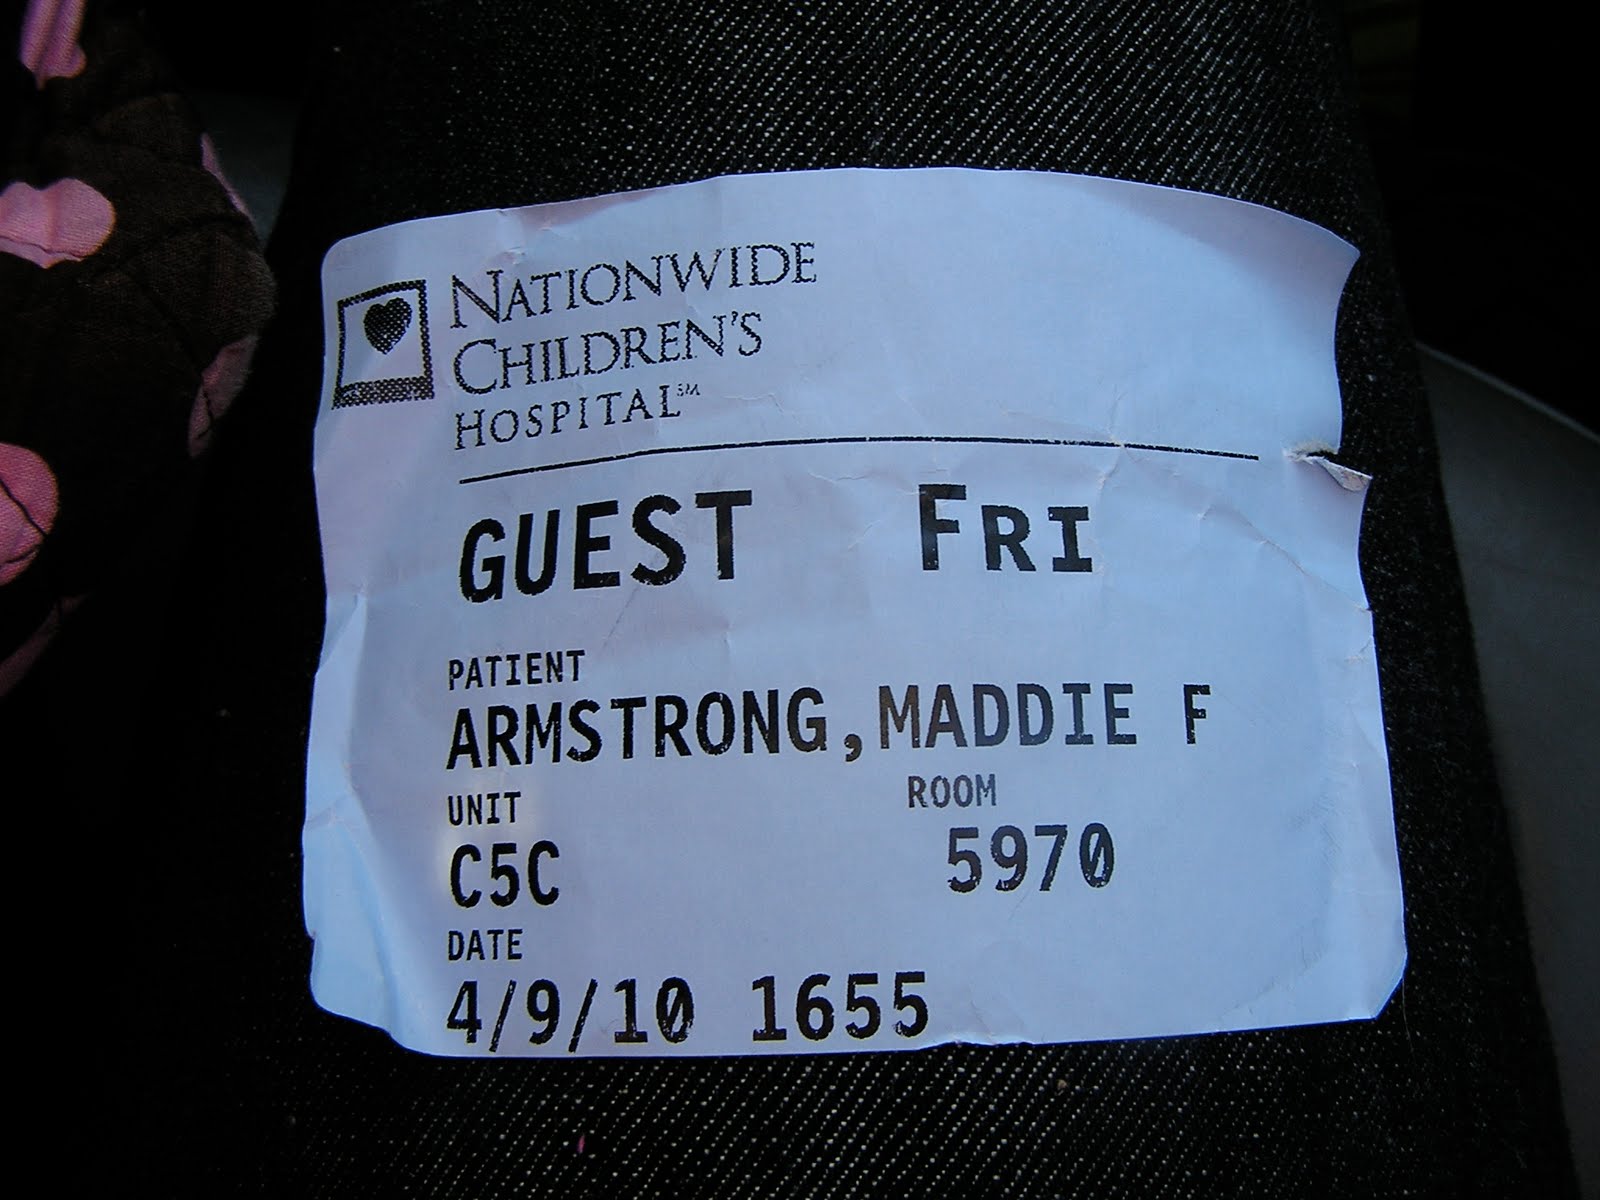 NATIONWIDE
CHILDREN'S
HOSPITAL℠
GUEST FRI
PATIENT
ARMSTRONG,MADDIE F
UNIT ROOM
C5C 5970
DATE
4/9/10 1655